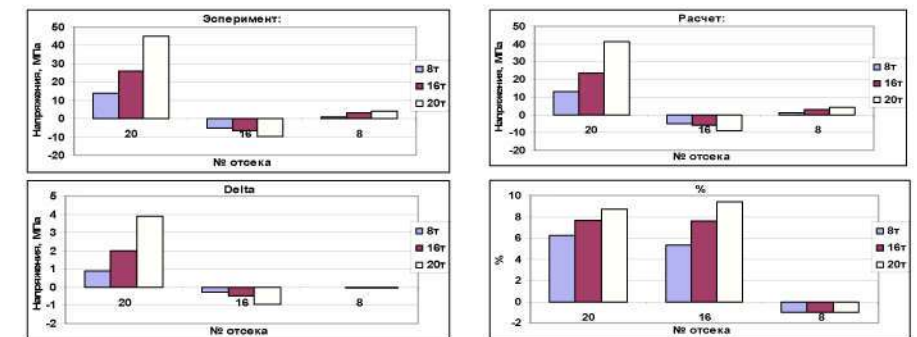 Эсперимент:
Напряжения, МПа
50
40
30
20
10
0
-10
-20
20
16
8
№ отсека
8т
16т
20т
Расчет:
Напряжения, МПа
50
40
30
20
10
0
-10
-20
20
16
8
№ отсека
8т
16т
20т
Delta
Напряжения, МПа
5
4
3
2
1
0
-1
-2
20
16
8
№ отсека
8т
16т
20т
%
%
10
8
6
4
2
0
-2
20
16
8
№ отсека
8т
16т
20т